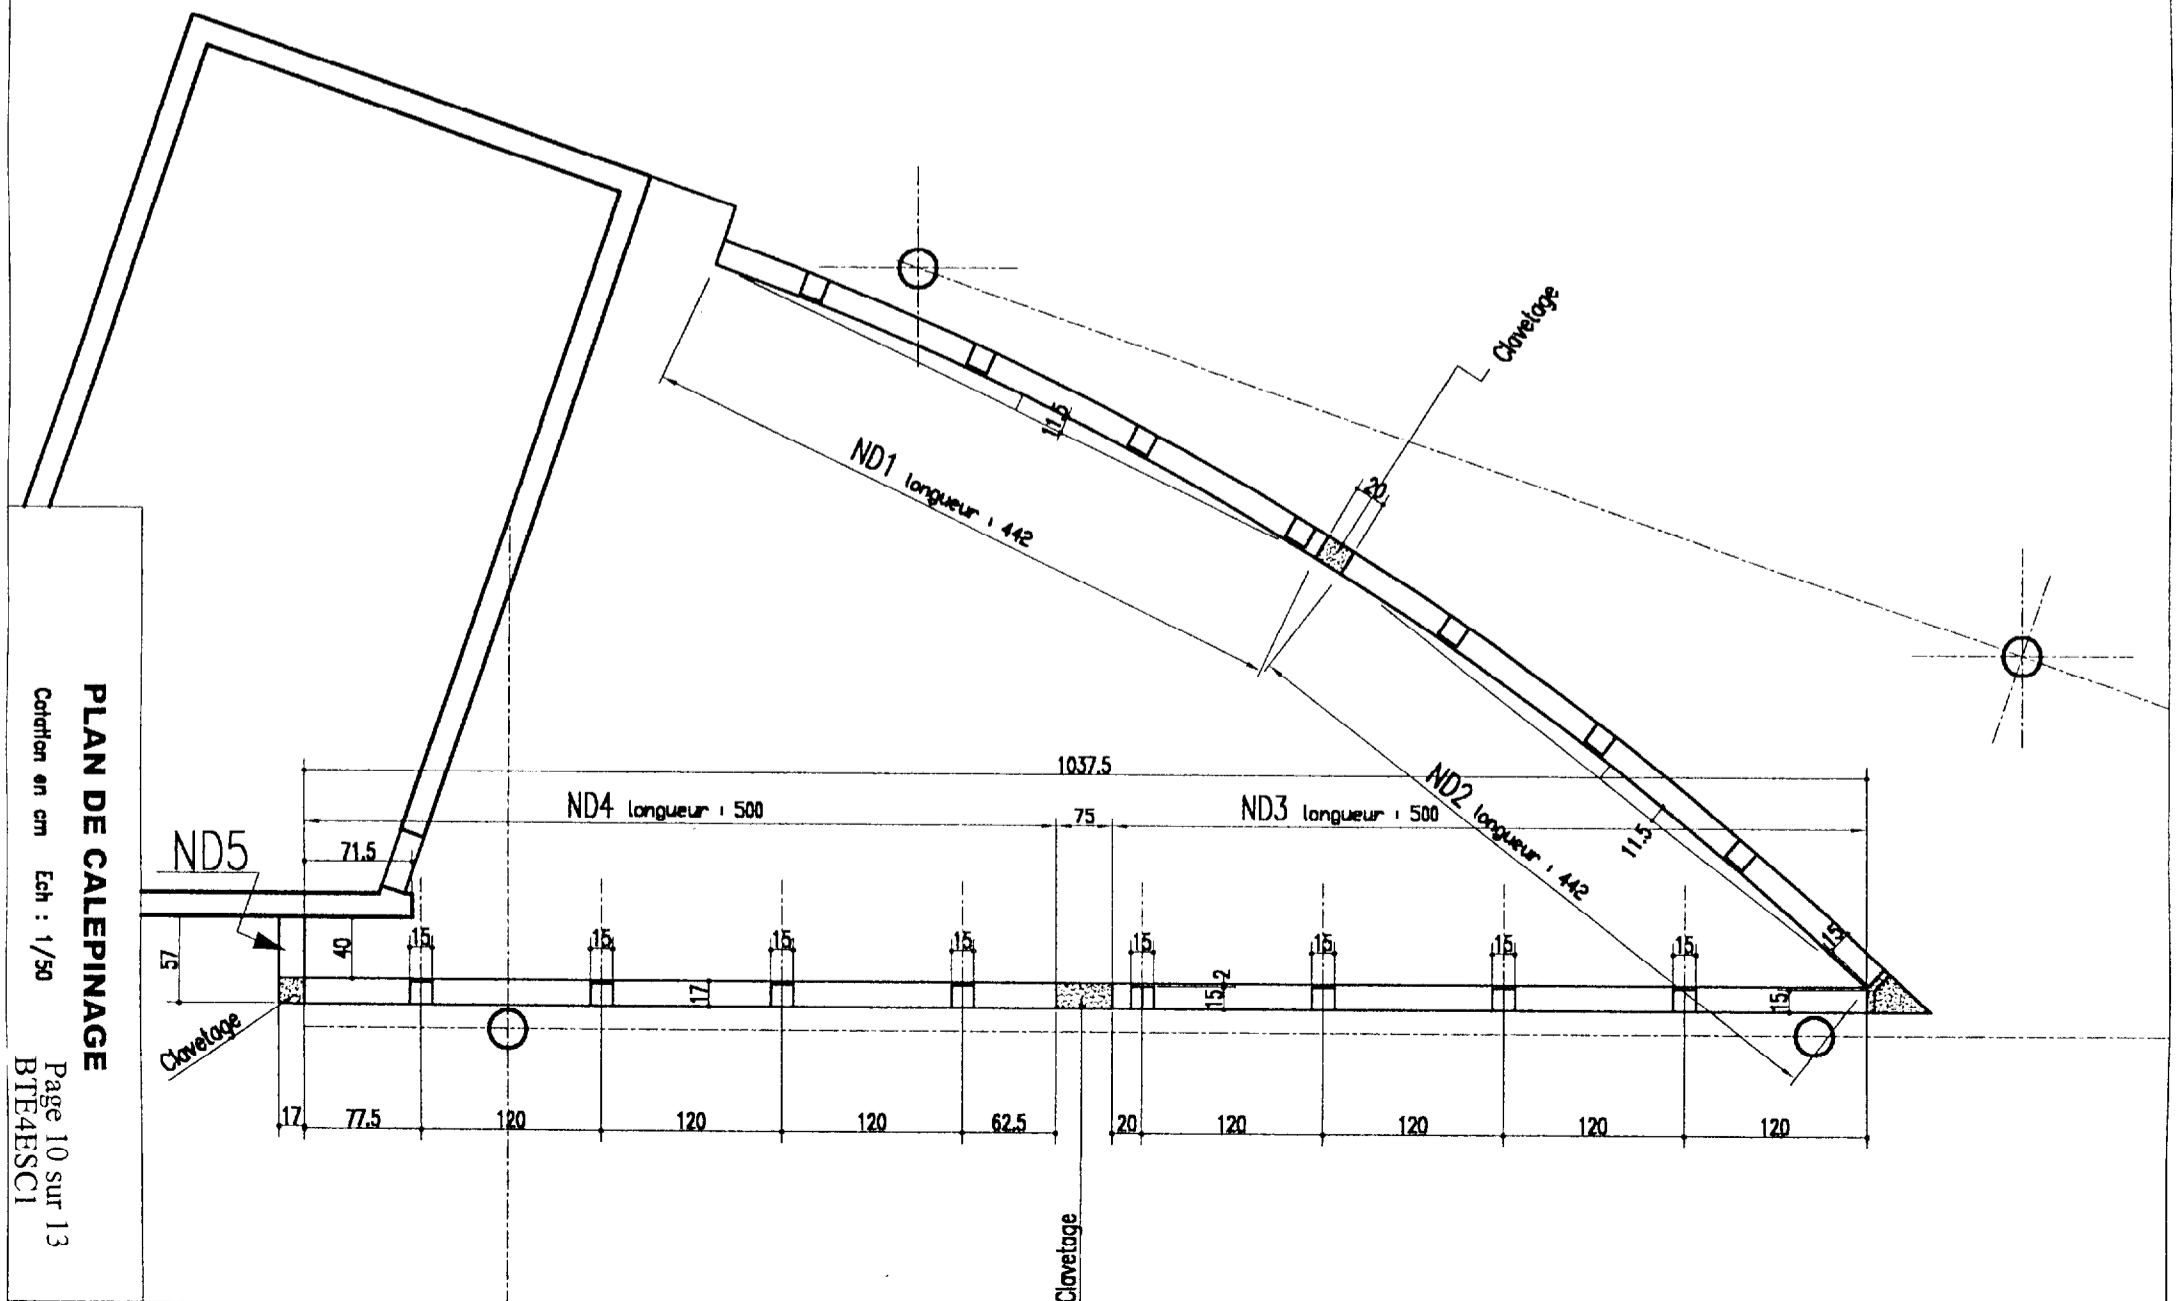 Clavetage
20
11.5
ND1 longueur : 442
1037.5
ND4 longueur : 500
75
ND3 longueur : 500
ND2 longueur : 442
11.5
71.5
ND5
57
40
15
15
15
15
15
15
15
15
15
17
15
2
15
Clavetage
17
77.5
120
120
120
62.5
20
120
120
120
120
Clavetage
PLAN DE CALEPINAGE
Cotation en cm Ech : 1/50
Page 10 sur 13
BTE4ESC1